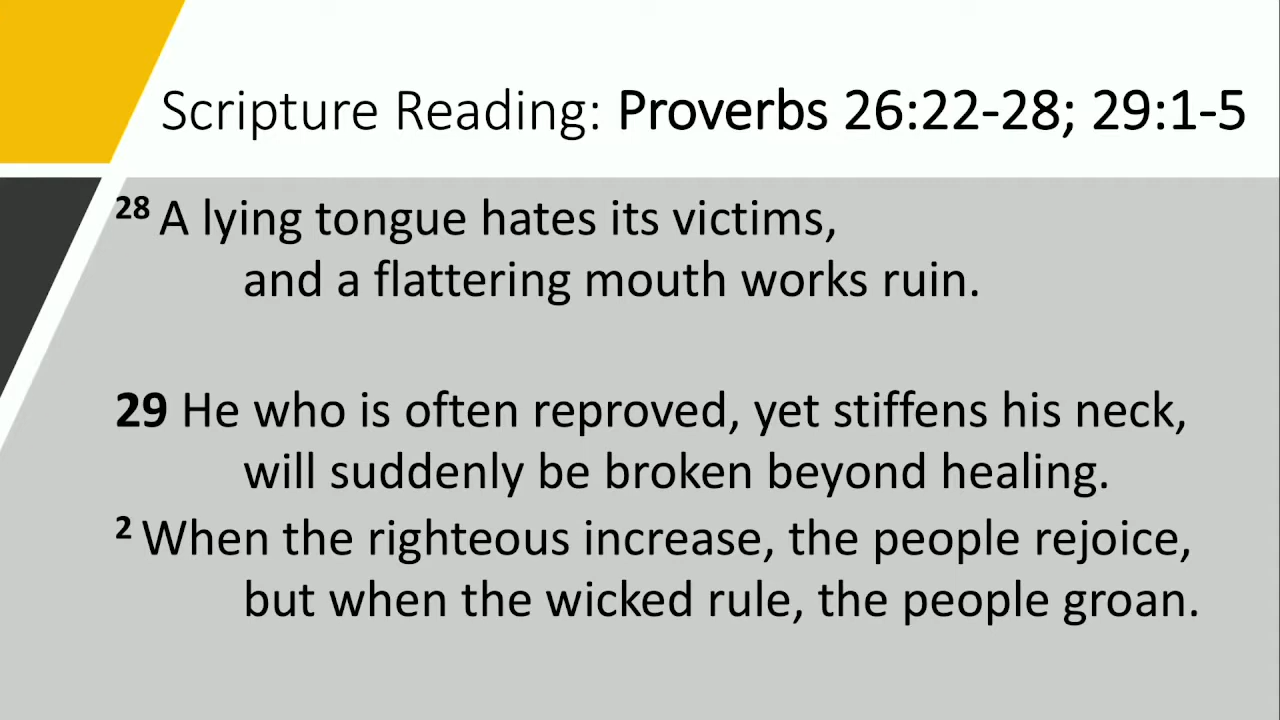 Scripture Reading: Proverbs 26:22-28; 29:1-5
28 A lying tongue hates its victims,
and a flattering mouth works ruin.
29 He who is often reproved, yet stiffens his neck,
will suddenly be broken beyond healing.
2 When the righteous increase, the people rejoice,
but when the wicked rule, the people groan.